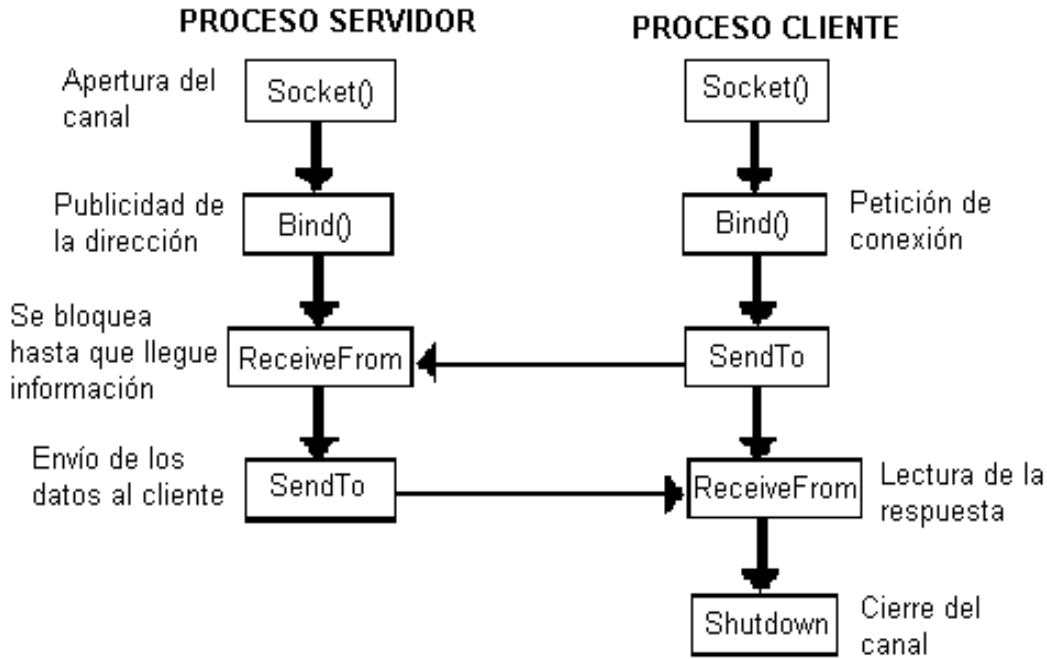 PROCESO SERVIDOR
PROCESO CLIENTE
Apertura del
canal
Socket()
Socket()
Publicidad de
la dirección
Bind()
Bind()
Petición de
conexión
Se bloquea
hasta que llegue
información
ReceiveFrom
SendTo
Envío de los
datos al cliente
SendTo
ReceiveFrom
Lectura de la
respuesta
Shutdown
Cierre del
canal